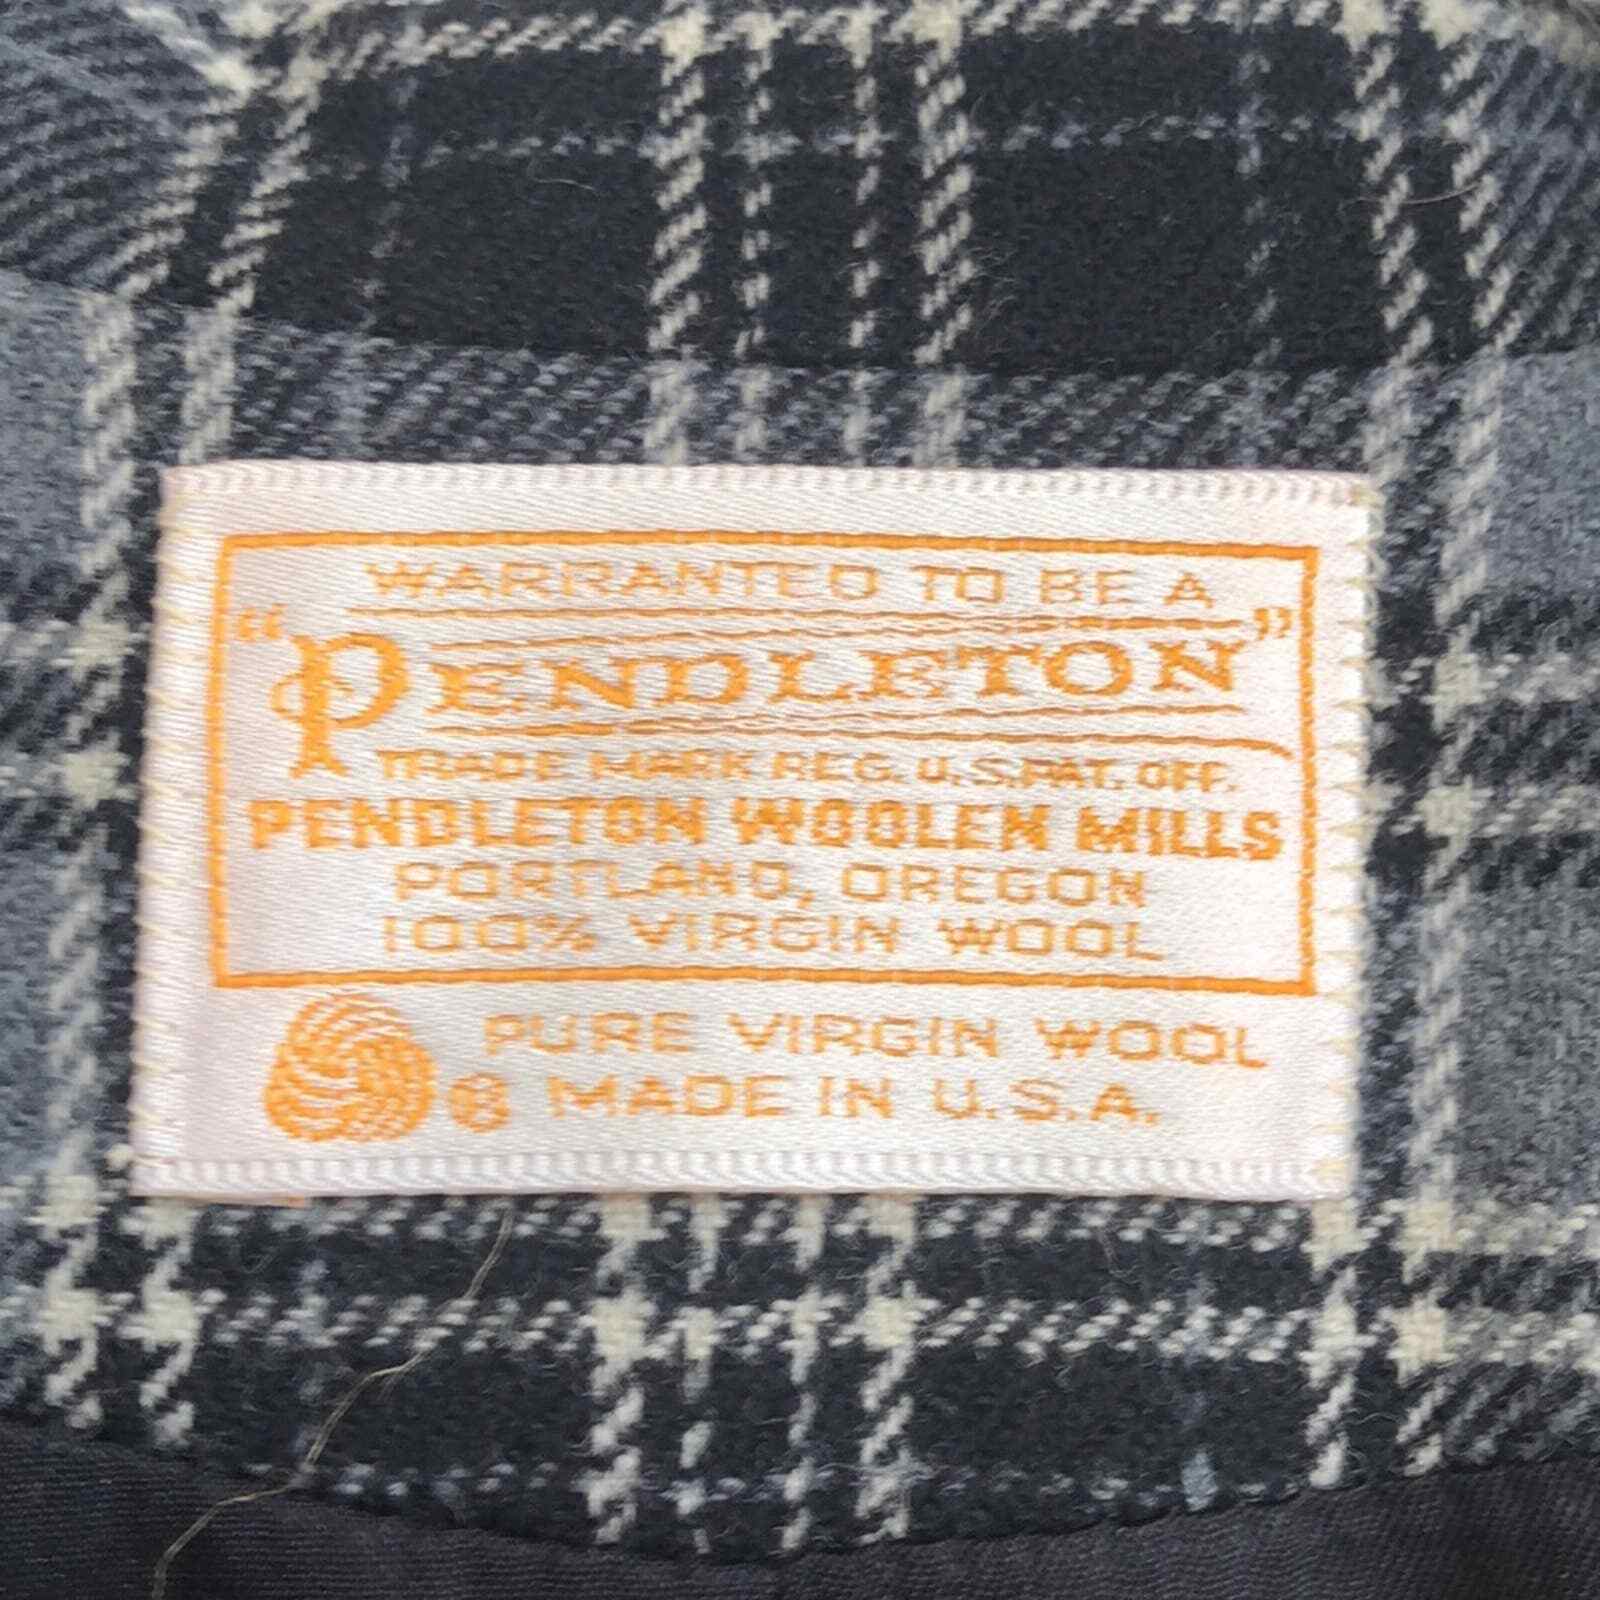 WARRANTED TO BE A
"PENDLETON"
TRADE MARK REG. U.S. PAT. OFF.
PENDLETON WOOLEN MILLS
PORTLAND, OREGON
100% VIRGIN WOOL
PURE VIRGIN WOOL
® MADE IN U.S.A.